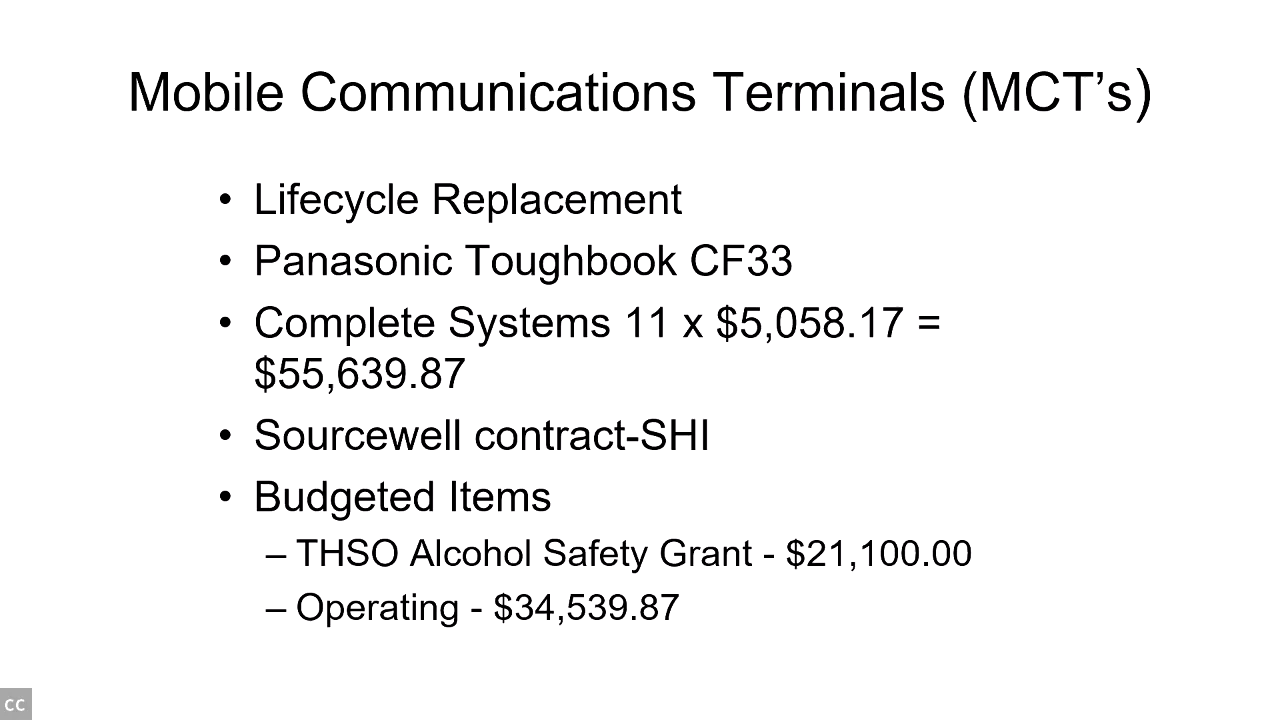 Mobile Communications Terminals (MCT’s)
• Lifecycle Replacement
• Panasonic Toughbook CF33
• Complete Systems 11 x $5,058.17 =
$55,639.87
• Sourcewell contract-SHI
• Budgeted Items
– THSO Alcohol Safety Grant - $21,100.00
– Operating - $34,539.87
CC